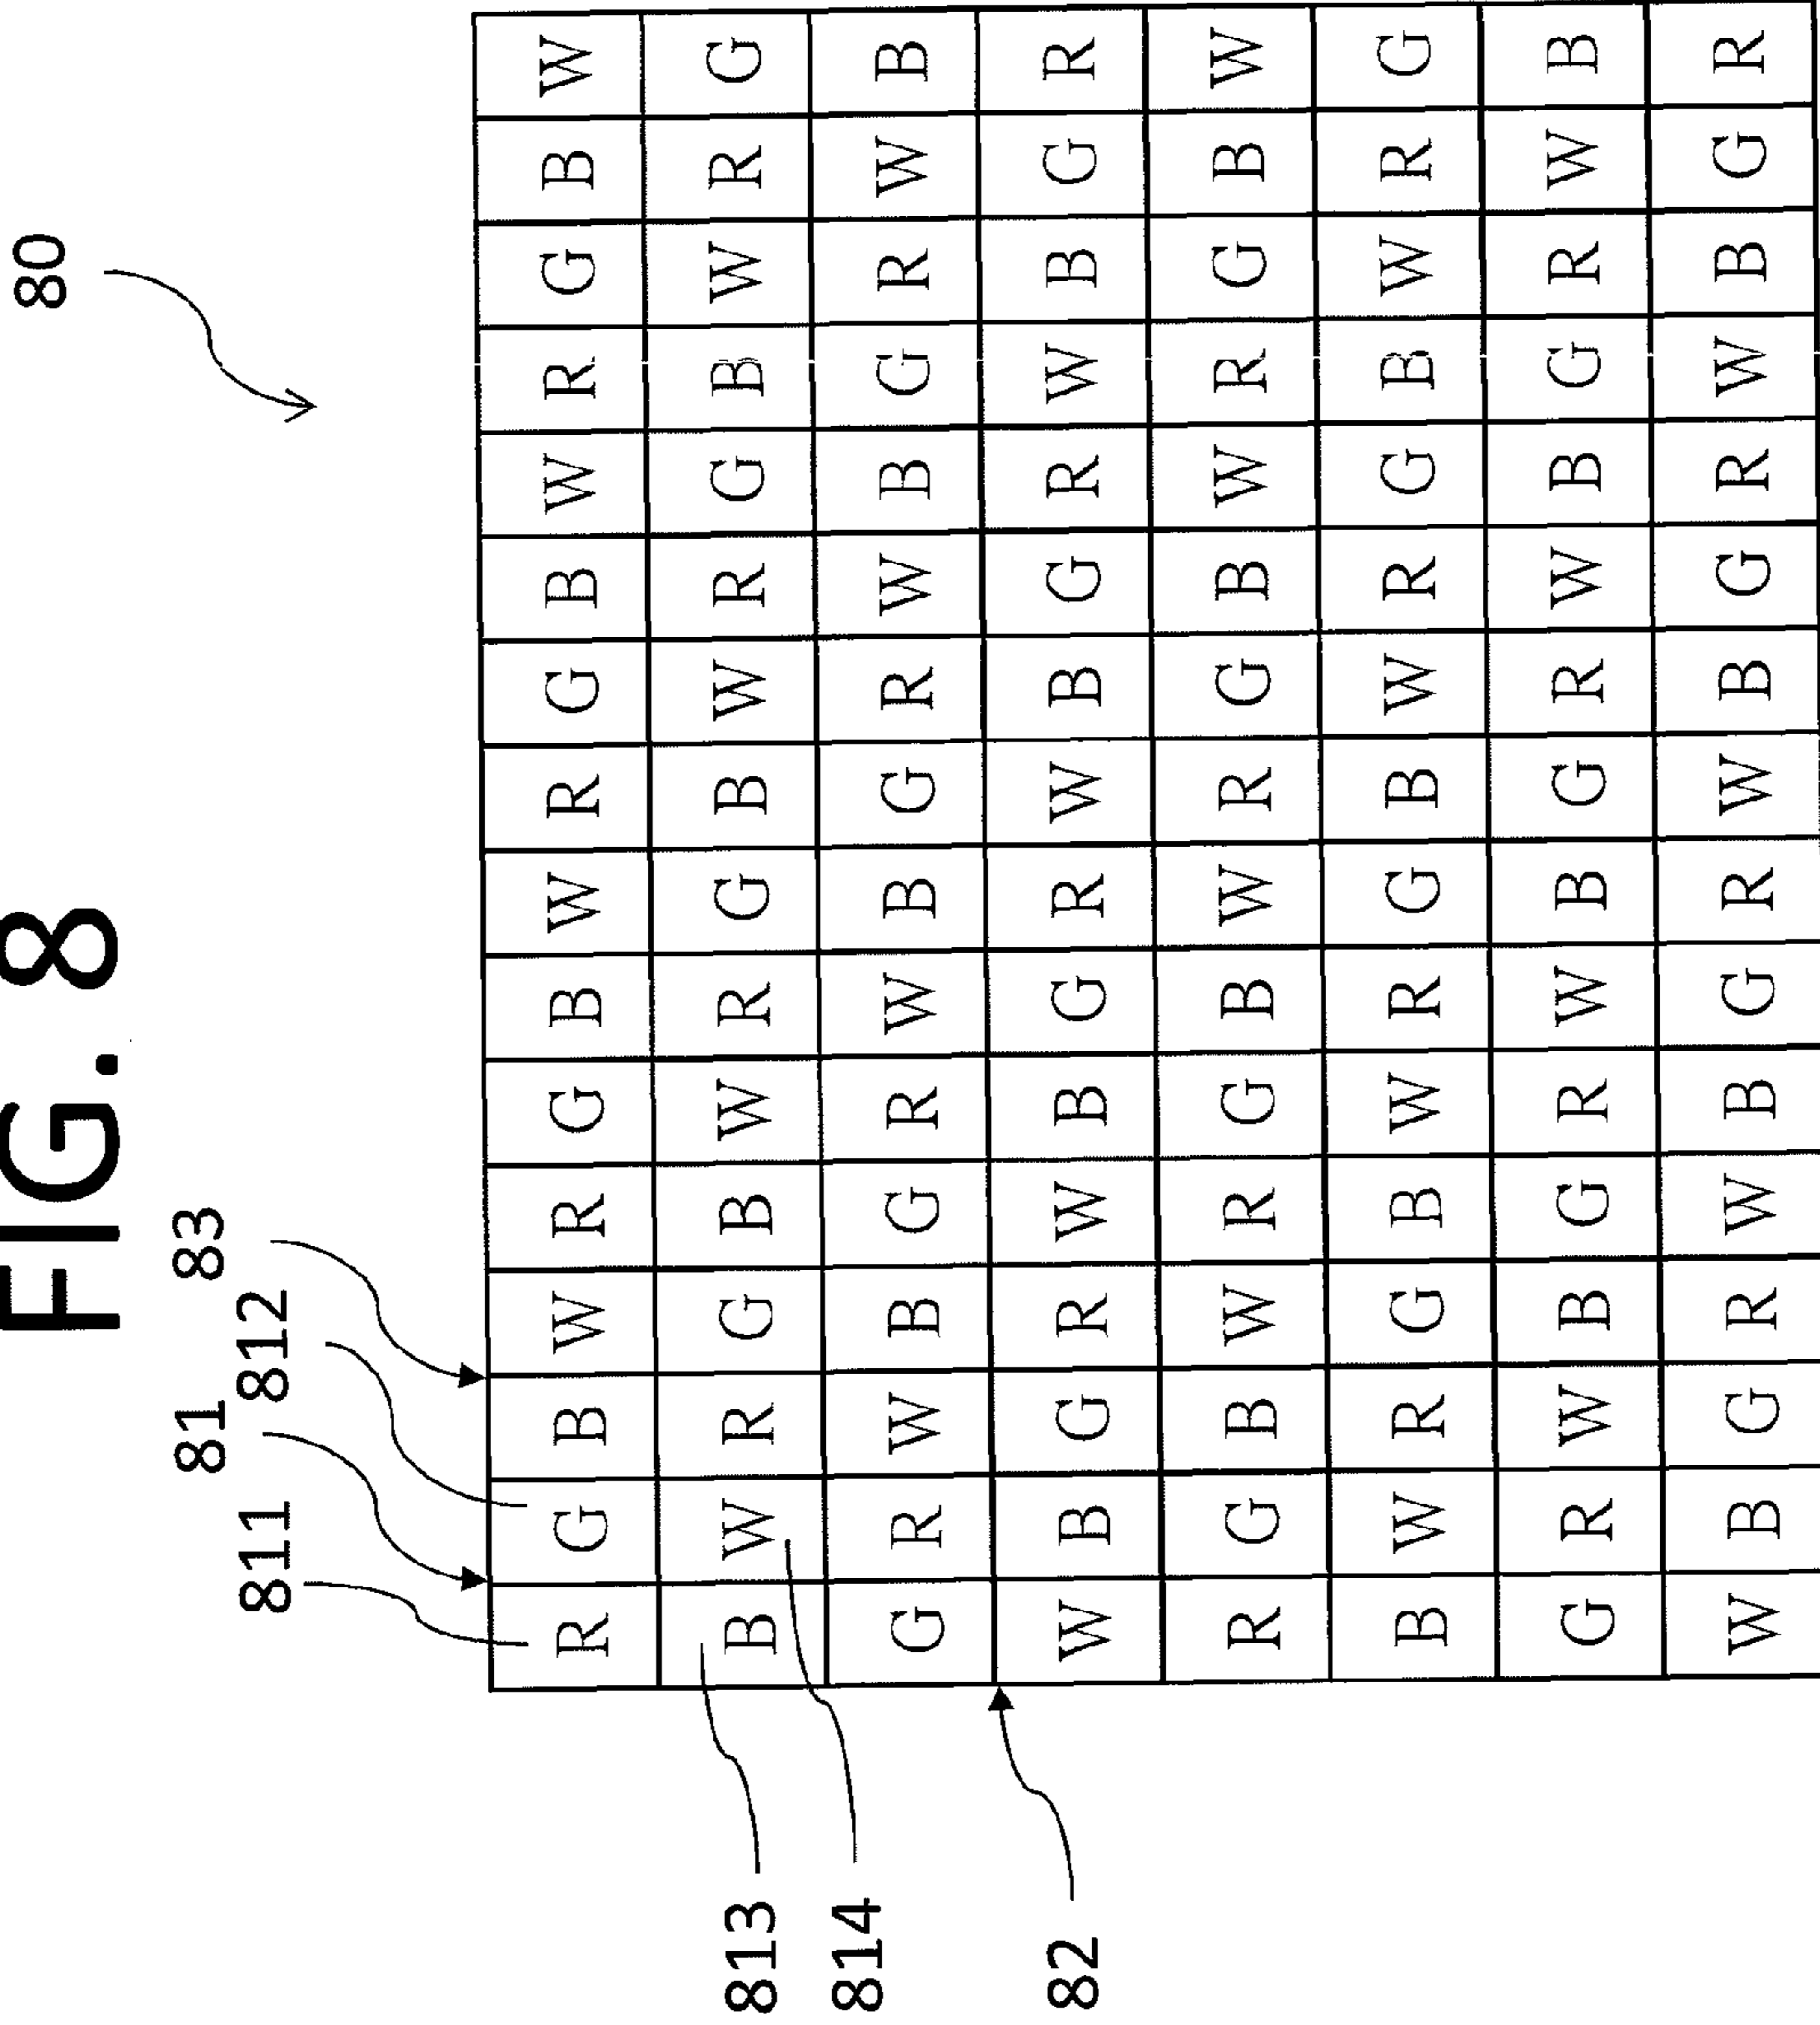 FIG. 8
80
81 83
811 812
R G B W R G B W R G B W R G B W
813 B W R G B W R G B W R G B W R G
814
G R W B G R W B G R W B G R W B
82 W B G R W B G R W B G R W B G R
R G B W R G B W R G B W R G B W
B W R G B W R G B W R G B W R G
G R W B G R W B G R W B G R W B
W B G R W B G R W B G R W B G R